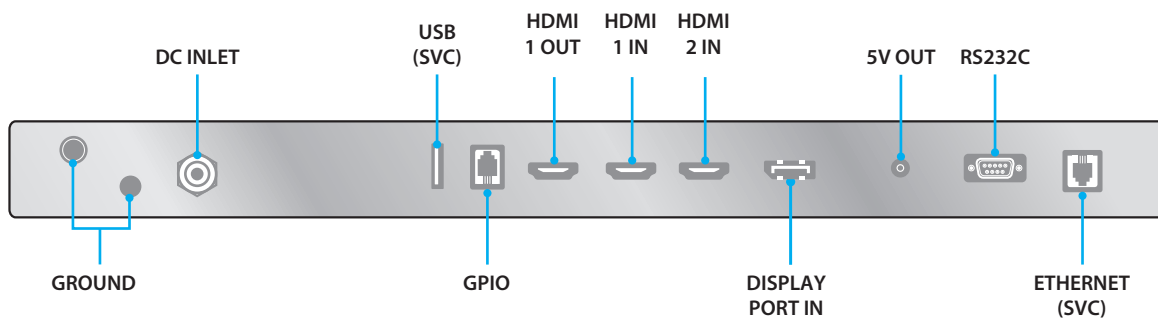 DC INLET
USB
(SVC)
HDMI
1 OUT
HDMI
1 IN
HDMI
2 IN
5V OUT
RS232C
GROUND
GPIO
DISPLAY
PORT IN
ETHERNET
(SVC)